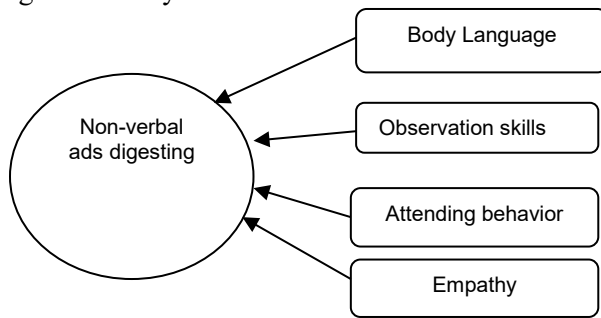 Body Language
Non-verbal
ads digesting
Observation skills
Attending behavior
Empathy